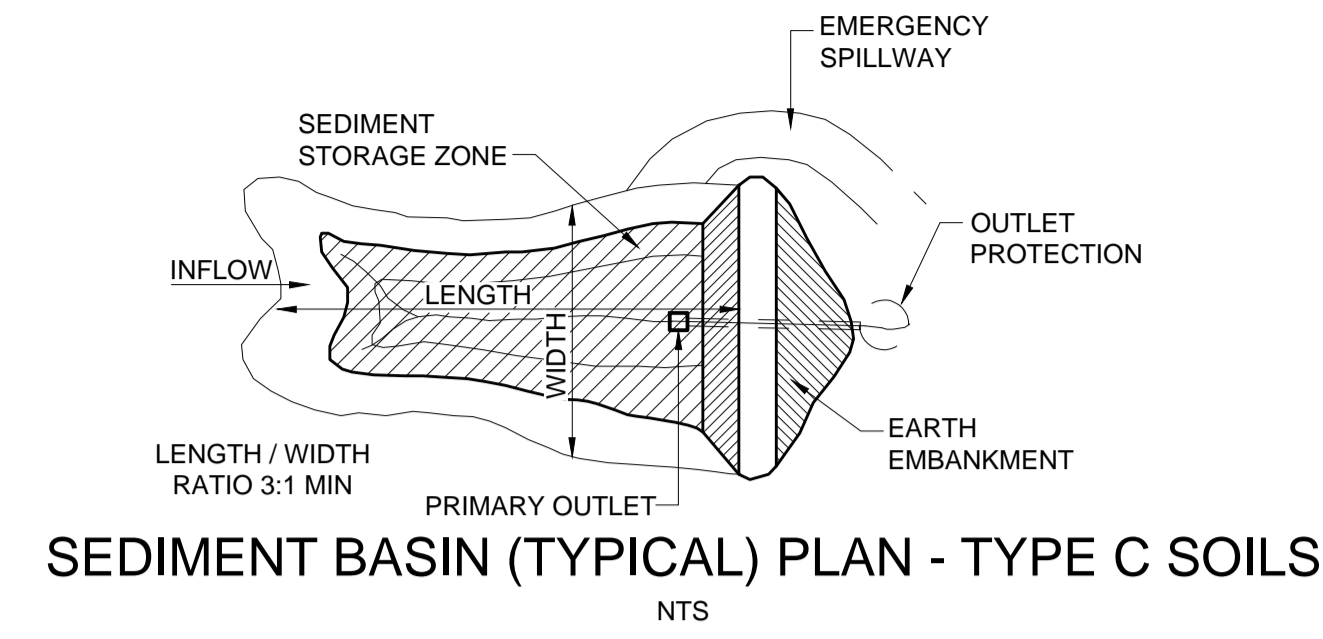 EMERGENCY
SPILLWAY
SEDIMENT
STORAGE ZONE
OUTLET
PROTECTION
INFLOW
LENGTH
WIDTH
EARTH
EMBANKMENT
LENGTH / WIDTH
RATIO 3:1 MIN
PRIMARY OUTLET
SEDIMENT BASIN (TYPICAL) PLAN - TYPE C SOILS
NTS